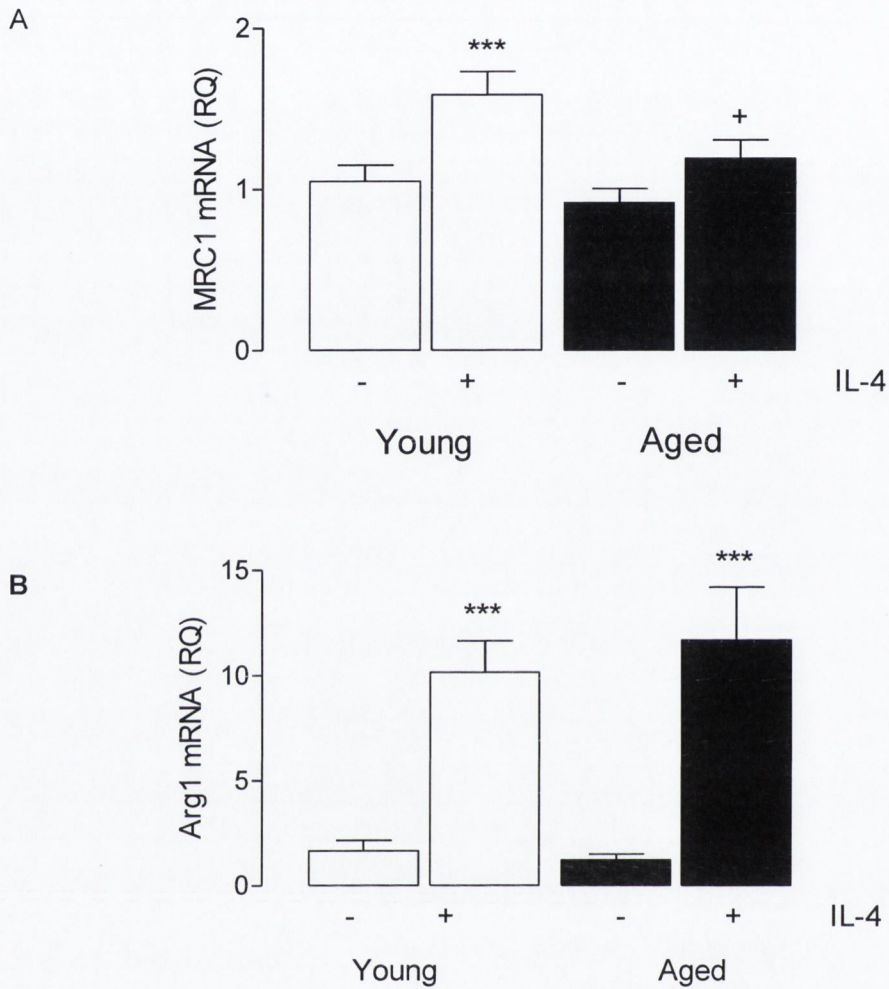 A
MRC1 mRNA (RQ)
2
1
0
***
+
- + - + IL-4
Young Aged
B
Arg1 mRNA (RQ)
15
10
5
0
***
***
- + - + IL-4
Young Aged